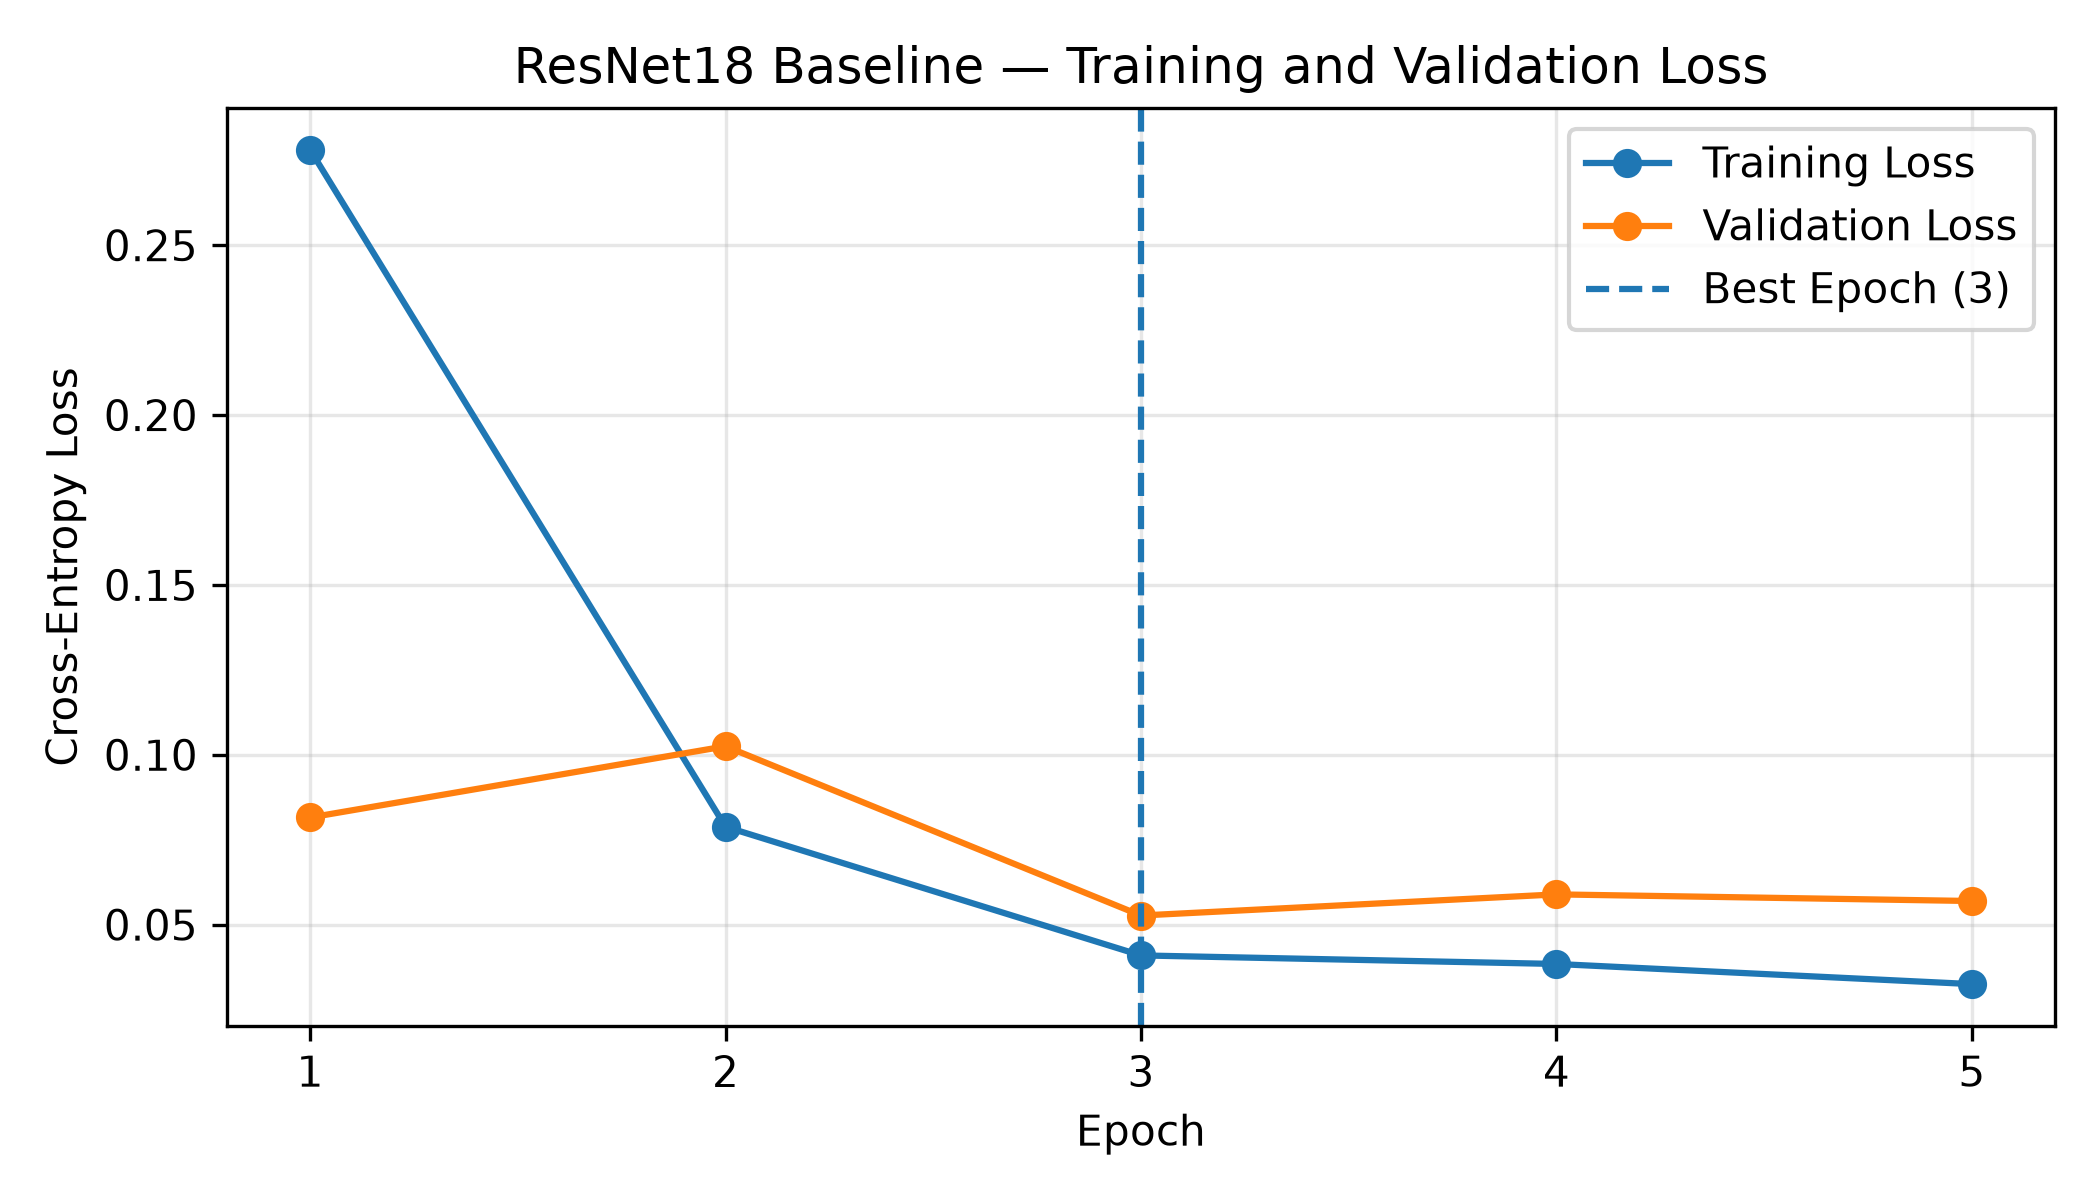 ResNet18 Baseline — Training and Validation Loss
Training Loss
Validation Loss
Best Epoch (3)
Cross-Entropy Loss
0.25
0.20
0.15
0.10
0.05
1 2 3 4 5
Epoch